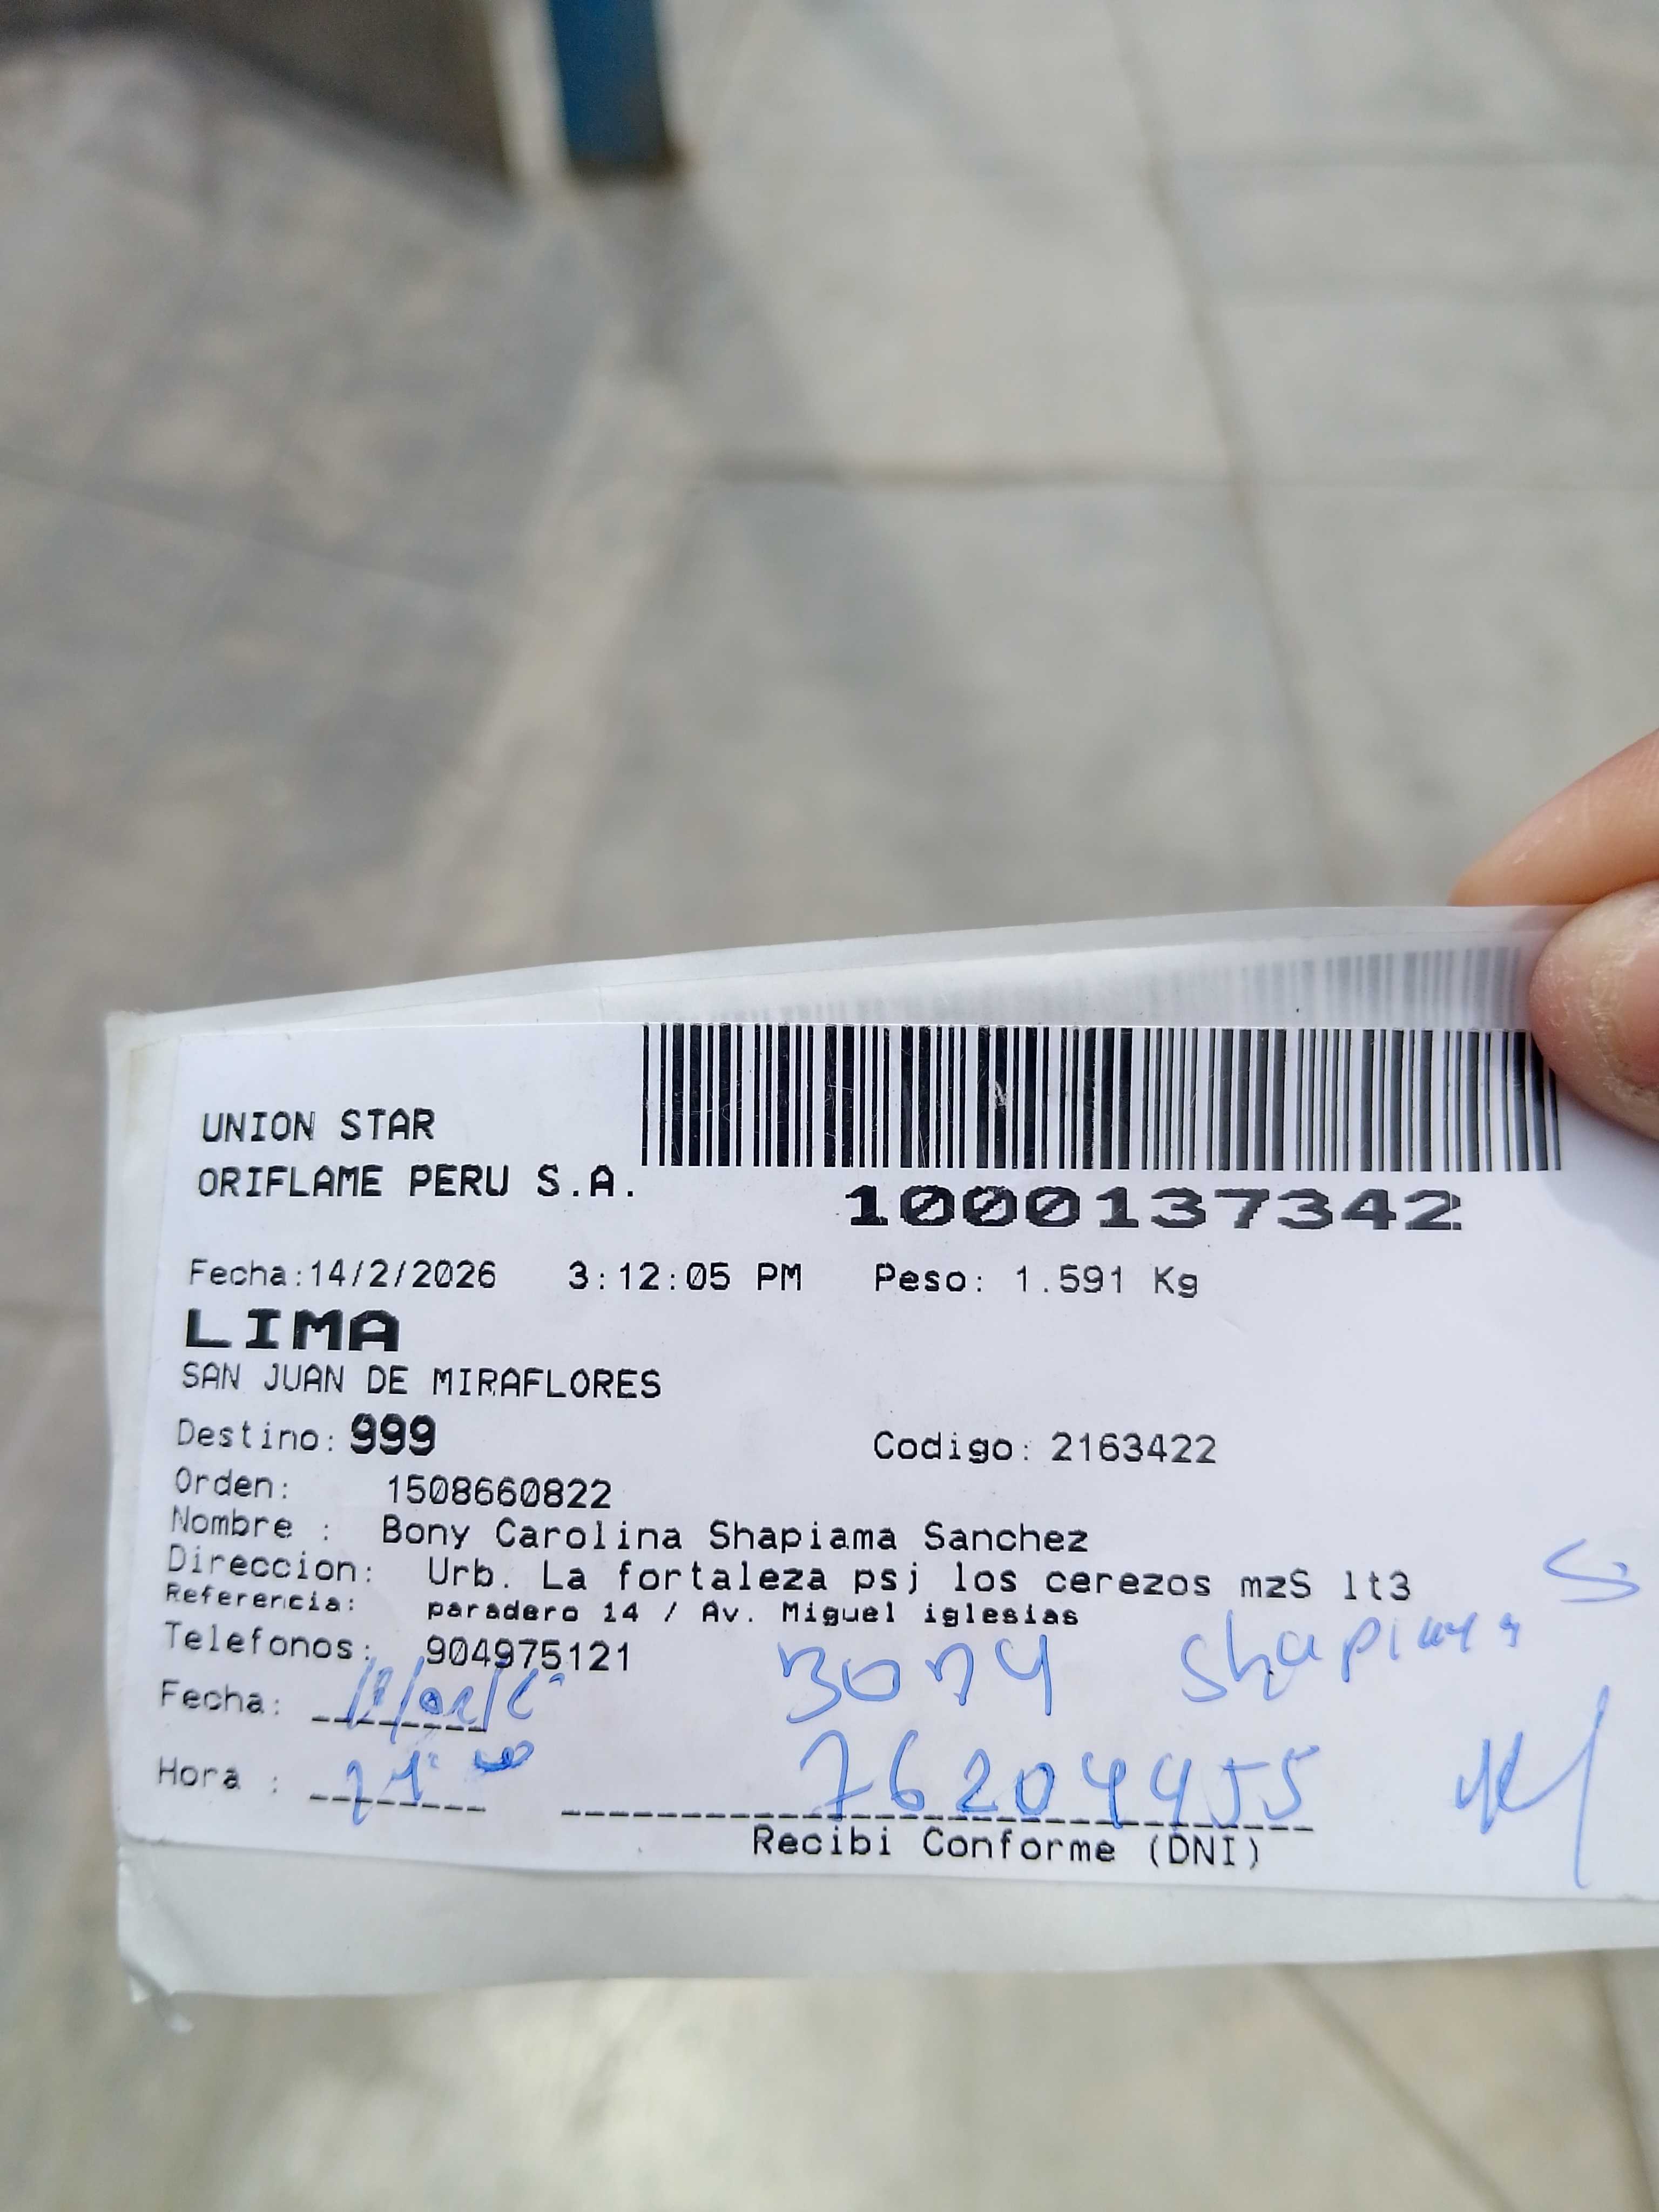 UNION STAR
ORIFLAME PERU S.A.
1000137342
Fecha:14/2/2026 3:12:05 PM Peso: 1.591 Kg
LIMA
SAN JUAN DE MIRAFLORES
Destino: 999 Codigo: 2163422
Orden: 1508660822
Nombre : Bony Carolina Shapiama Sanchez
Direccion: Urb. La fortaleza psj los cerezos mzS lt3
Referencia: paradero 14 / Av. Miguel iglesias
Telefonos: 904975121
Bony Shapiama S
Fecha:
Hora :
76204455
Recibi Conforme (DNI)